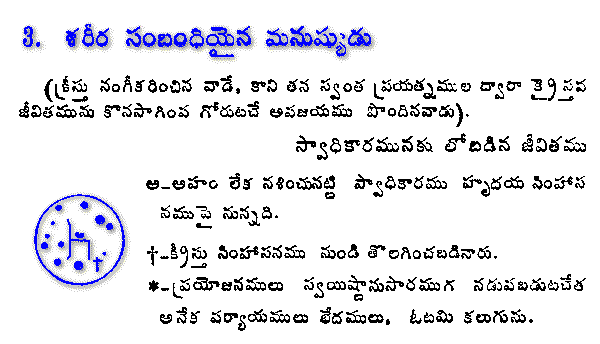 3. శరీర సంబంధియైన మనుష్యుడు
(క్రీస్తు నంగీకరించిన వాడే, కాని తన స్వంత ప్రయత్నముల ద్వారా క్రైస్తవ
జీవితమును కొనసాగింప గోరుటచే అపజయము పొందినవాడు).
స్వాధికారమునకు లోబడిన జీవితము
అ-అహం లేక నశించునట్టి స్వాధికారము హృదయ సింహాస
నముపై నున్నది.
†-క్రీస్తు సింహాసనము నుండి తొలగించబడినారు.
*-ప్రయోజనములు స్వయిష్టానుసారముగ నడుపబడుటచేత
అనేక పర్యాయములు ఖేదములు, ఓటమి కలుగును.